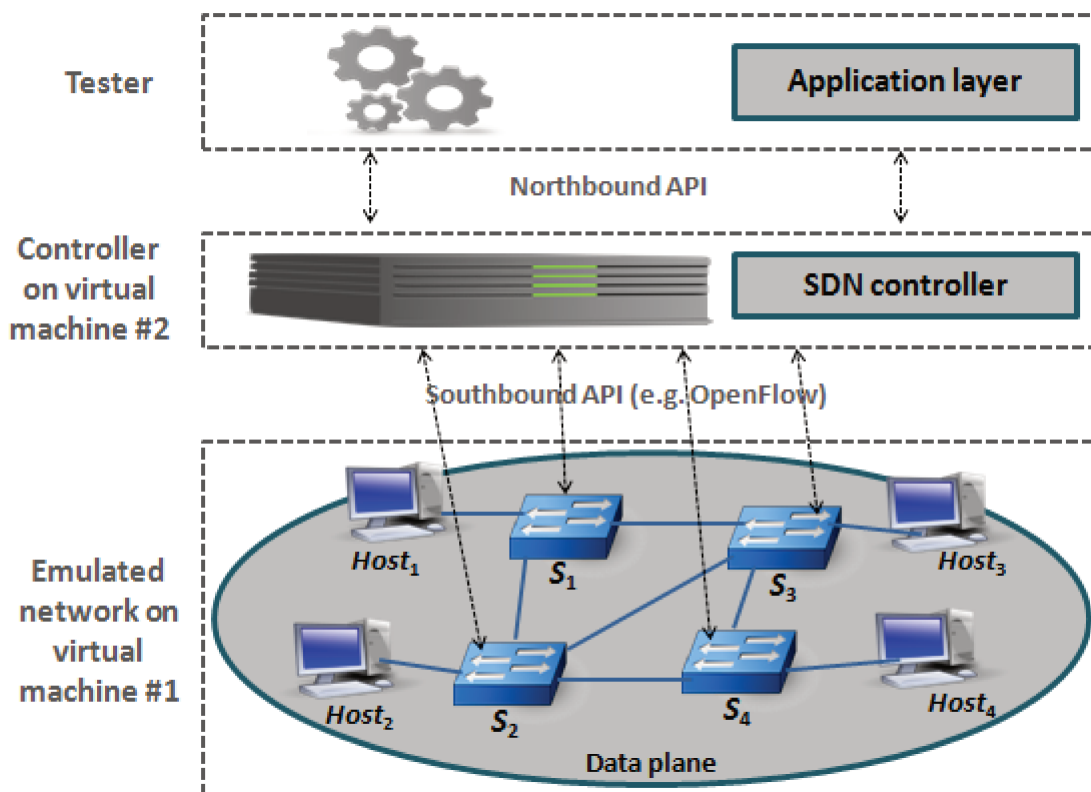 Tester
Application layer
Northbound API
Controller
on virtual
machine #2
SDN controller
Southbound API (e.g. OpenFlow)
Emulated
network on
virtual
machine #1
Host₁
S₁
S₃
Host₃
Host₂
S₂
S₄
Host₄
Data plane